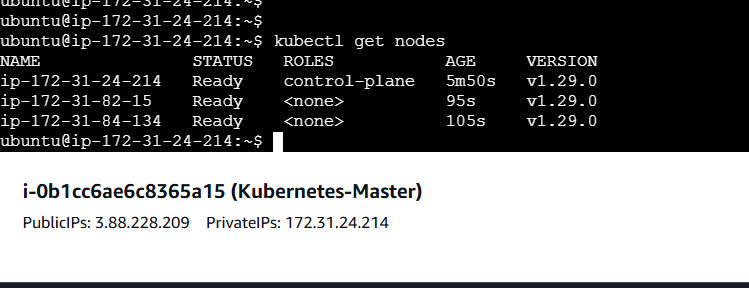 ubuntu@ip-172-31-24-214:~$
ubuntu@ip-172-31-24-214:~$
ubuntu@ip-172-31-24-214:~$ kubectl get nodes
NAME STATUS ROLES AGE VERSION
ip-172-31-24-214 Ready control-plane 5m50s v1.29.0
ip-172-31-82-15 Ready <none> 95s v1.29.0
ip-172-31-84-134 Ready <none> 105s v1.29.0
ubuntu@ip-172-31-24-214:~$
i-0b1cc6ae6c8365a15 (Kubernetes-Master)
PublicIPs: 3.88.228.209 PrivateIPs: 172.31.24.214